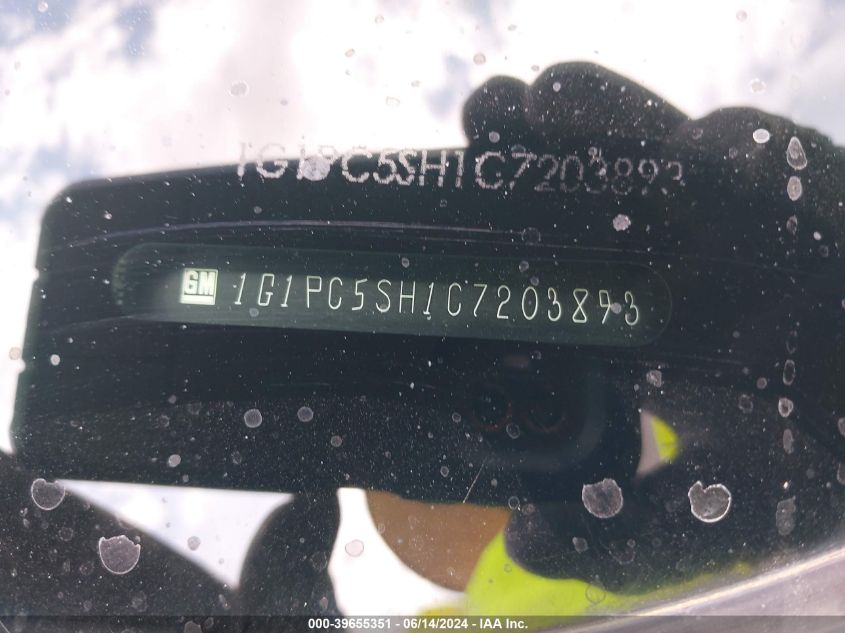 1G1PC5SH1C7203893
GM 1G1PC5SH1C7203893
000-39655351 - 06/14/2024 - IAA Inc.